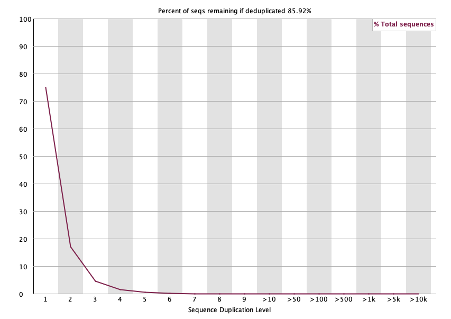 Percent of seqs remaining if deduplicated 85.92%
% Total sequences
100
90
80
70
60
50
40
30
20
10
0
1 2 3 4 5 6 7 8 9 >10 >50 >100 >500 >1k >5k >10k
Sequence Duplication Level